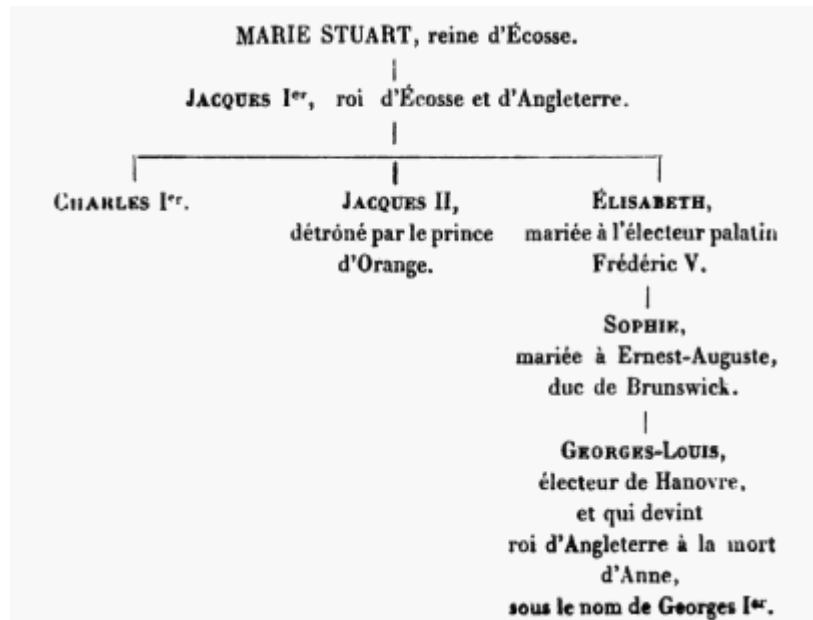 MARIE STUART, reine d'Écosse.
JACQUES Ier, roi d'Écosse et d'Angleterre.
CHARLES Ier.
JACQUES II,
détrôné par le prince
d'Orange.
ÉLISABETH,
mariée à l'électeur palatin
Frédéric V.
SOPHIE,
mariée à Ernest-Auguste,
duc de Brunswick.
GEORGES-LOUIS,
électeur de Hanovre,
et qui devint
roi d'Angleterre à la mort
d'Anne,
sous le nom de Georges Ier.